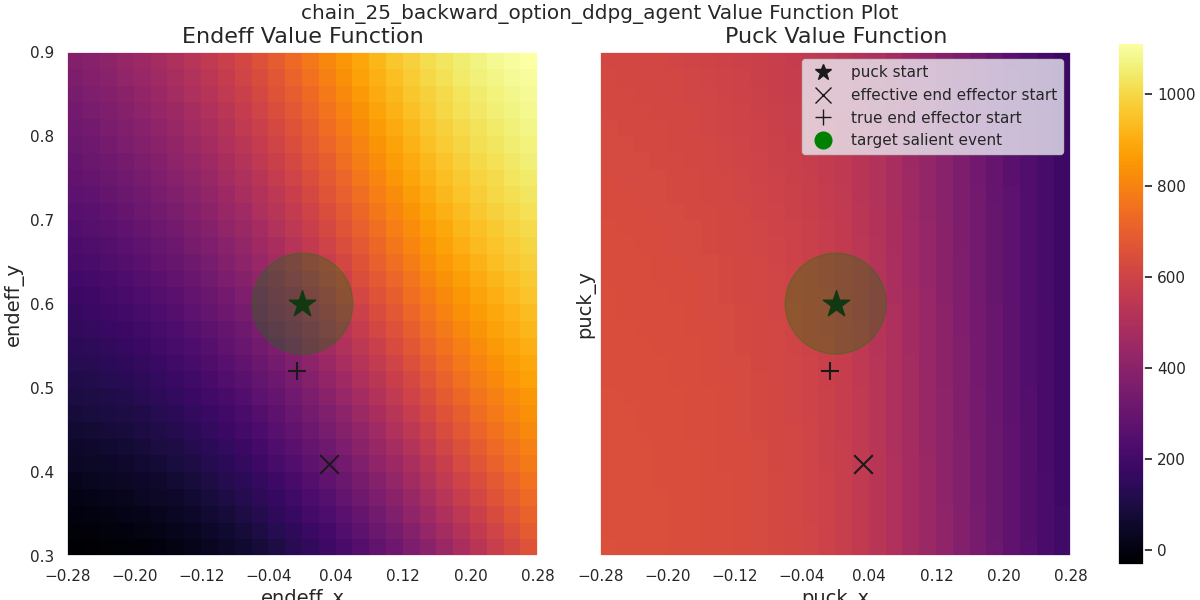 chain_25_backward_option_ddpg_agent Value Function Plot
Endeff Value Function
Puck Value Function
puck start
effective end effector start
true end effector start
target salient event
0.9
0.8
0.7
0.6
0.5
0.4
0.3
endeff_y
−0.28 −0.20 −0.12 −0.04 0.04 0.12 0.20 0.28
endeff_x
puck_y
−0.28 −0.20 −0.12 −0.04 0.04 0.12 0.20 0.28
puck_x
1000
800
600
400
200
0